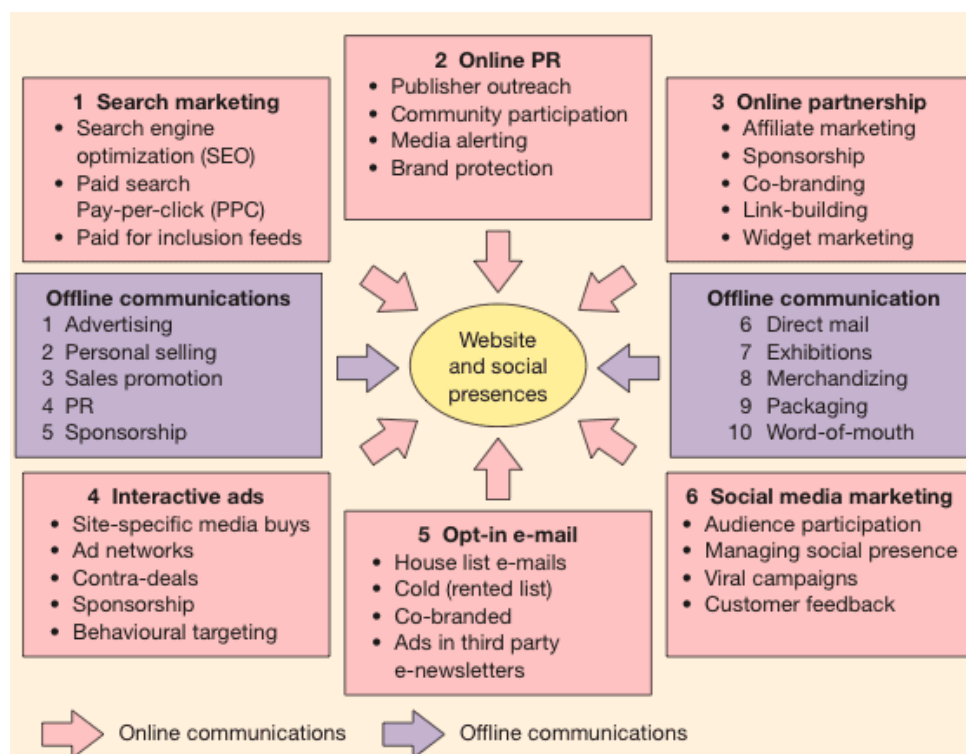 1 Search marketing
• Search engine
optimization (SEO)
• Paid search
Pay-per-click (PPC)
• Paid for inclusion feeds
2 Online PR
• Publisher outreach
• Community participation
• Media alerting
• Brand protection
3 Online partnership
• Affiliate marketing
• Sponsorship
• Co-branding
• Link-building
• Widget marketing
Offline communications
1 Advertising
2 Personal selling
3 Sales promotion
4 PR
5 Sponsorship
Website
and social
presences
Offline communication
6 Direct mail
7 Exhibitions
8 Merchandizing
9 Packaging
10 Word-of-mouth
4 Interactive ads
• Site-specific media buys
• Ad networks
• Contra-deals
• Sponsorship
• Behavioural targeting
5 Opt-in e-mail
• House list e-mails
• Cold (rented list)
• Co-branded
• Ads in third party
e-newsletters
6 Social media marketing
• Audience participation
• Managing social presence
• Viral campaigns
• Customer feedback
Online communications
Offline communications